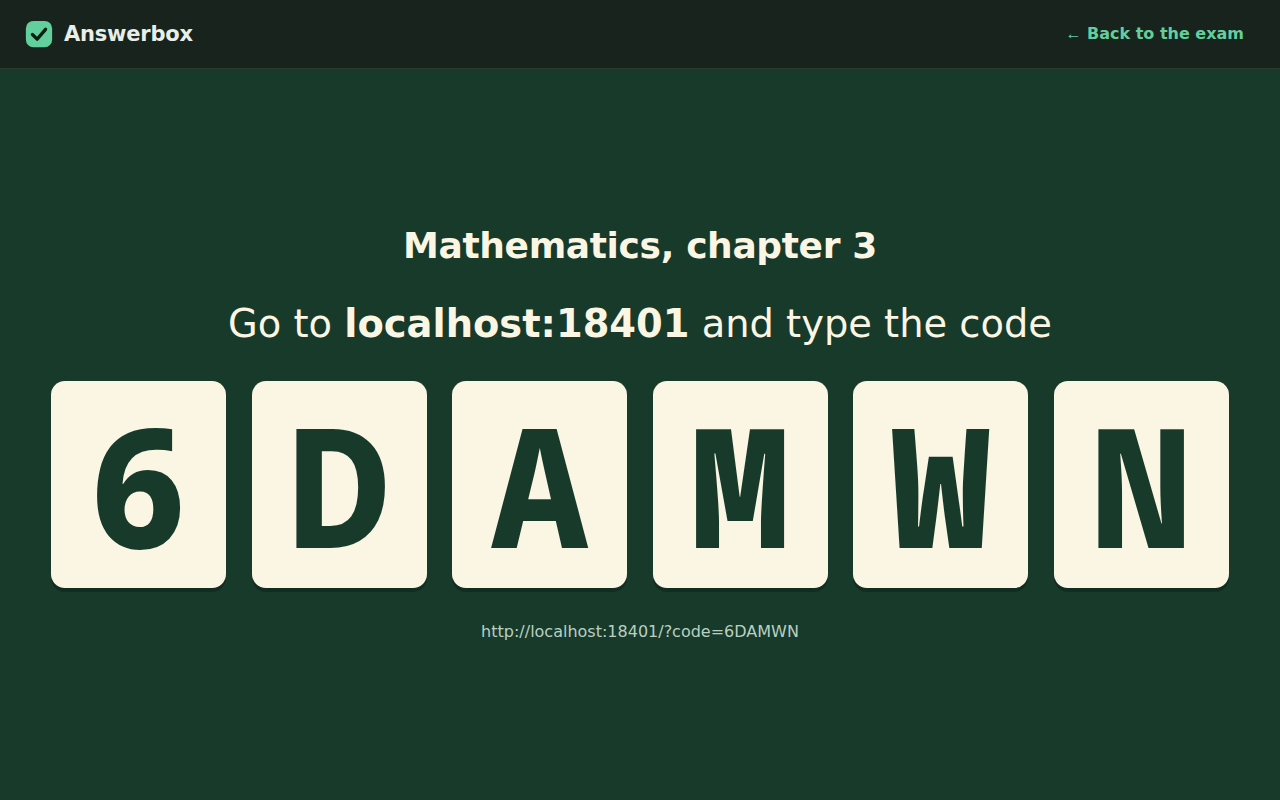 Answerbox
← Back to the exam
Mathematics, chapter 3
Go to localhost:18401 and type the code
6 D A M W N
http://localhost:18401/?code=6DAMWN